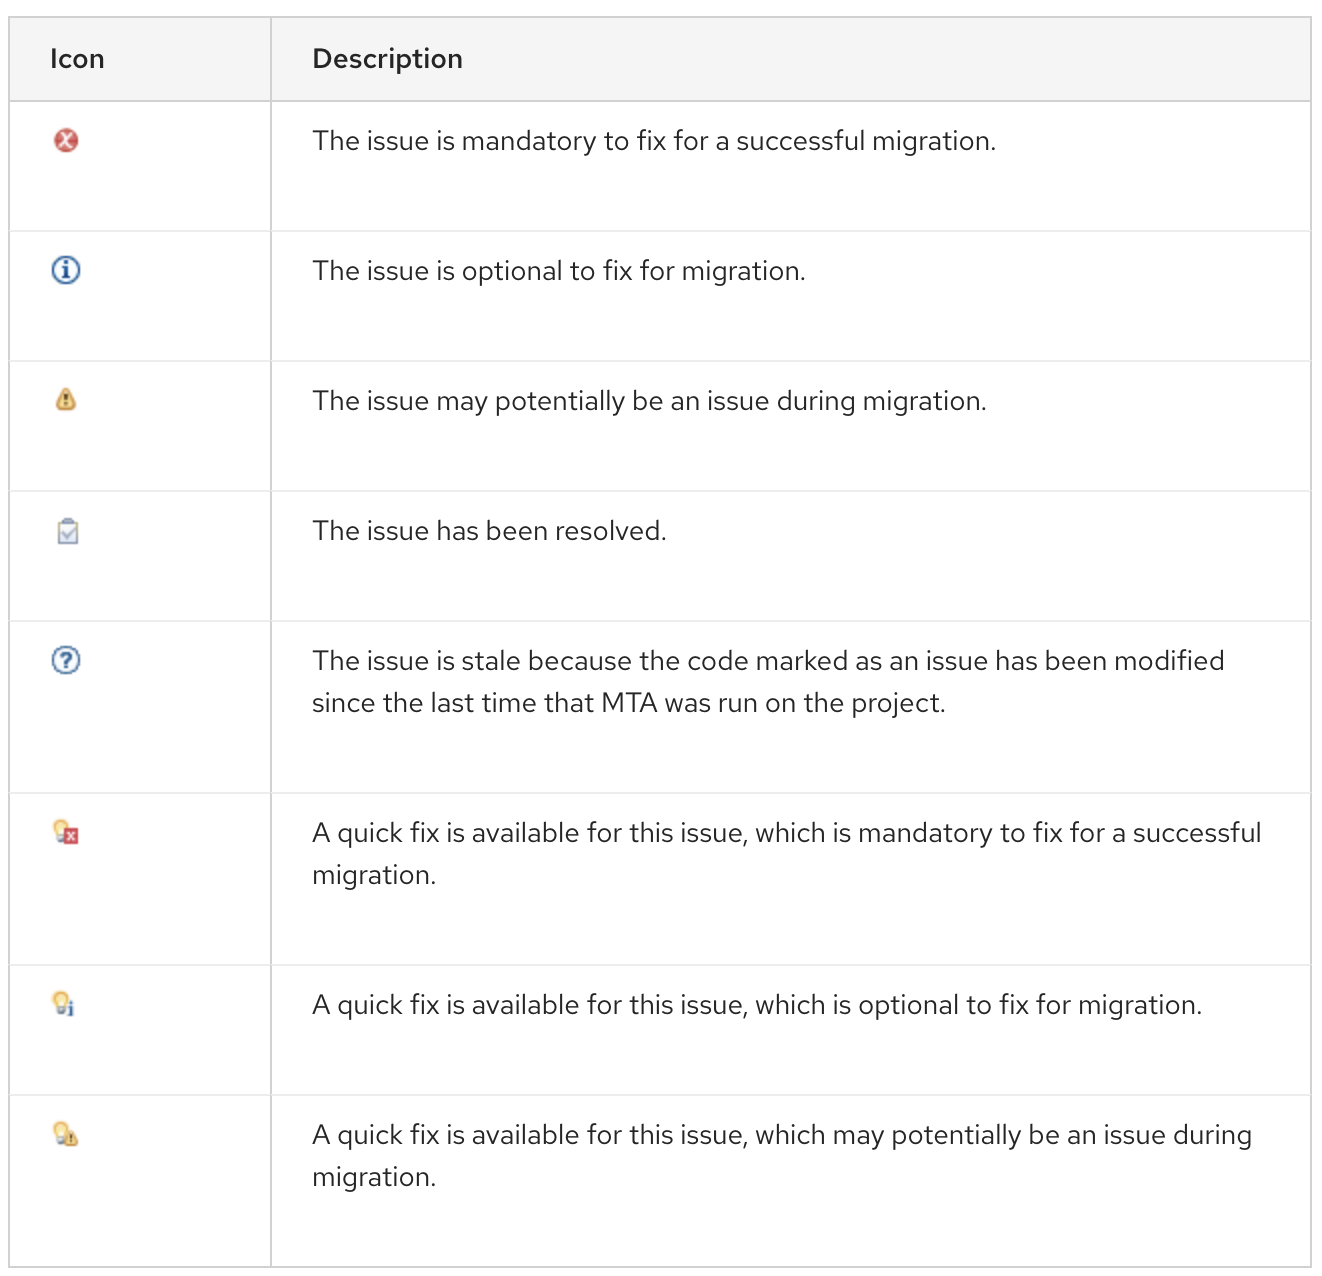 Icon Description
The issue is mandatory to fix for a successful migration.
The issue is optional to fix for migration.
The issue may potentially be an issue during migration.
The issue has been resolved.
The issue is stale because the code marked as an issue has been modified
since the last time that MTA was run on the project.
A quick fix is available for this issue, which is mandatory to fix for a successful
migration.
A quick fix is available for this issue, which is optional to fix for migration.
A quick fix is available for this issue, which may potentially be an issue during
migration.